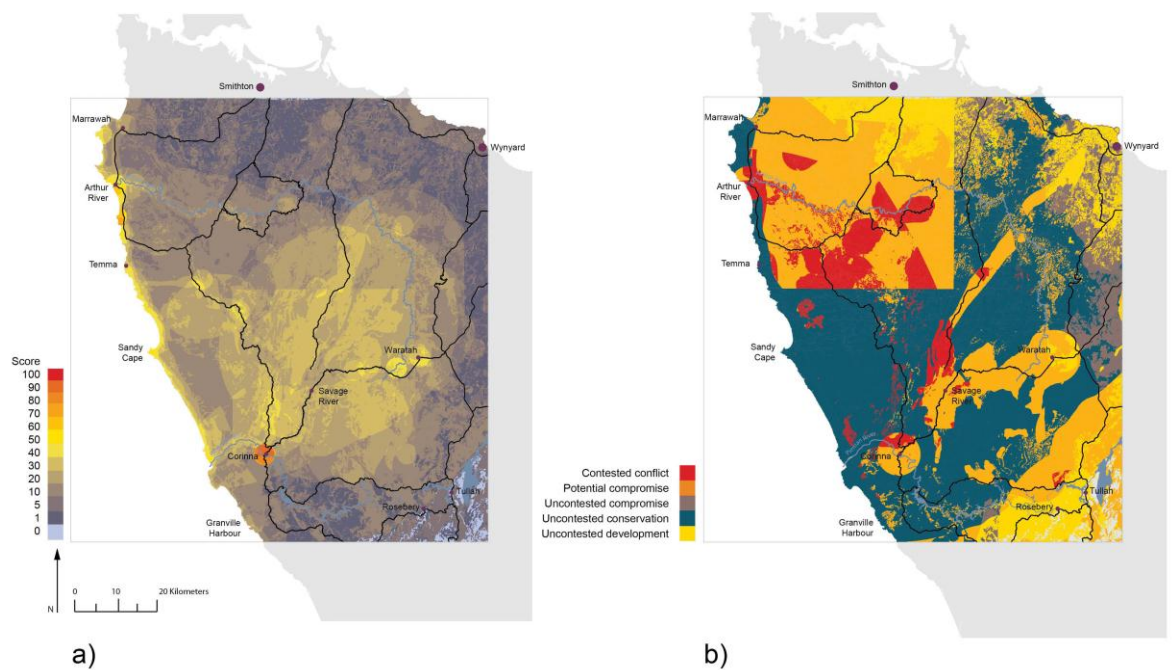 Smithton
Marrawah
Wynyard
Arthur
River
Temma
Sandy
Cape
Waratah
Savage
River
Corinna
Tullah
Rosebery
Granville
Harbour
Score
100
90
80
70
60
50
40
30
20
10
5
1
0
N
0 10 20 Kilometers
a)
Smithton
Marrawah
Wynyard
Arthur
River
Temma
Sandy
Cape
Waratah
Savage
River
Corinna
Tullah
Rosebery
Granville
Harbour
Contested conflict
Potential compromise
Uncontested compromise
Uncontested conservation
Uncontested development
b)